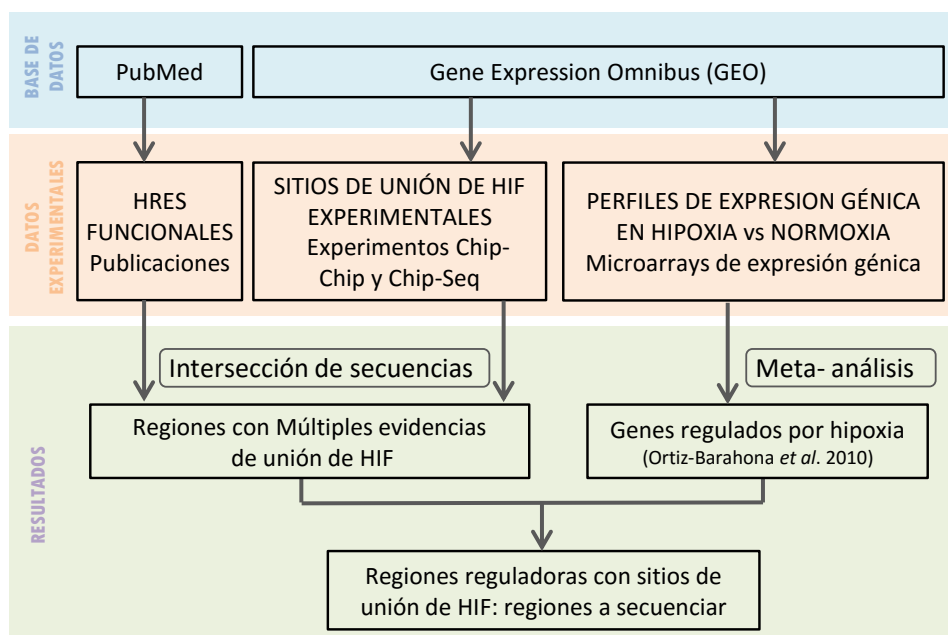 BASE DE
DATOS
PubMed
Gene Expression Omnibus (GEO)
DATOS
EXPERIMENTALES
HRES
FUNCIONALES
Publicaciones
SITIOS DE UNIÓN DE HIF
EXPERIMENTALES
Experimentos Chip-
Chip y Chip-Seq
PERFILES DE EXPRESION GÉNICA
EN HIPOXIA vs NORMOXIA
Microarrays de expresión génica
RESULTADOS
Intersección de secuencias
Meta- análisis
Regiones con Múltiples evidencias
de unión de HIF
Genes regulados por hipoxia
(Ortiz-Barahona et al. 2010)
Regiones reguladoras con sitios de
unión de HIF: regiones a secuenciar